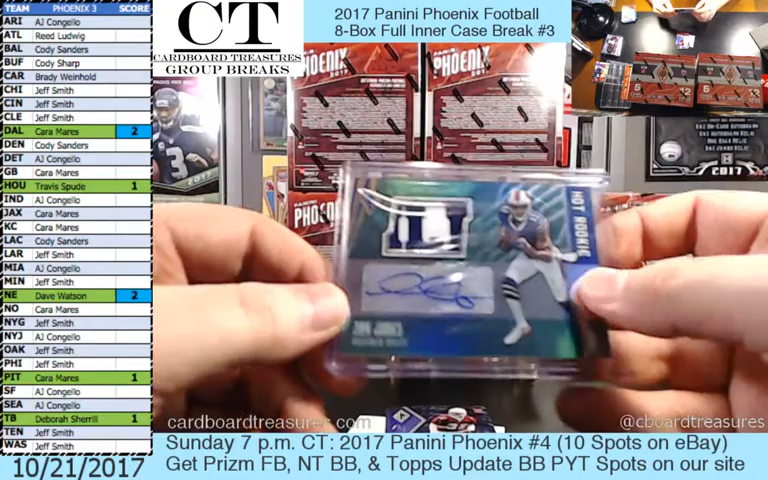 TEAM PHOENIX 3 SCORE
ARI AJ Congello
ATL Reed Ludwig
BAL Cody Sanders
BUF Cody Sharp
CAR Brady Weinhold
CHI Jeff Smith
CIN Jeff Smith
CLE Jeff Smith
DAL Cara Mares 2
DEN Cody Sanders
DET AJ Congello
GB Cara Mares
HOU Travis Spude 1
IND AJ Congello
JAX Cara Mares
KC Cara Mares
LAC Cody Sanders
LAR Jeff Smith
MIA AJ Congello
MIN Jeff Smith
NE Dave Watson 2
NO Cara Mares
NYG Jeff Smith
NYJ AJ Congello
OAK Jeff Smith
PHI Jeff Smith
PIT Cara Mares 1
SF AJ Congello
SEA AJ Congello
TB Deborah Sherrill 1
TEN Jeff Smith
WAS Jeff Smith
10/21/2017
CT
CARDBOARD TREASURES
GROUP BREAKS
2017 Panini Phoenix Football
8-Box Full Inner Case Break #3
PHOENIX
2017
PHOENIX
2017
PHOE
2017
HOT ROOKIE
ZAY JONES
BUFFALO BILLS
cardboardtreasures.com
@cboardtreasures
Sunday 7 p.m. CT: 2017 Panini Phoenix #4 (10 Spots on eBay)
Get Prizm FB, NT BB, & Topps Update BB PYT Spots on our site